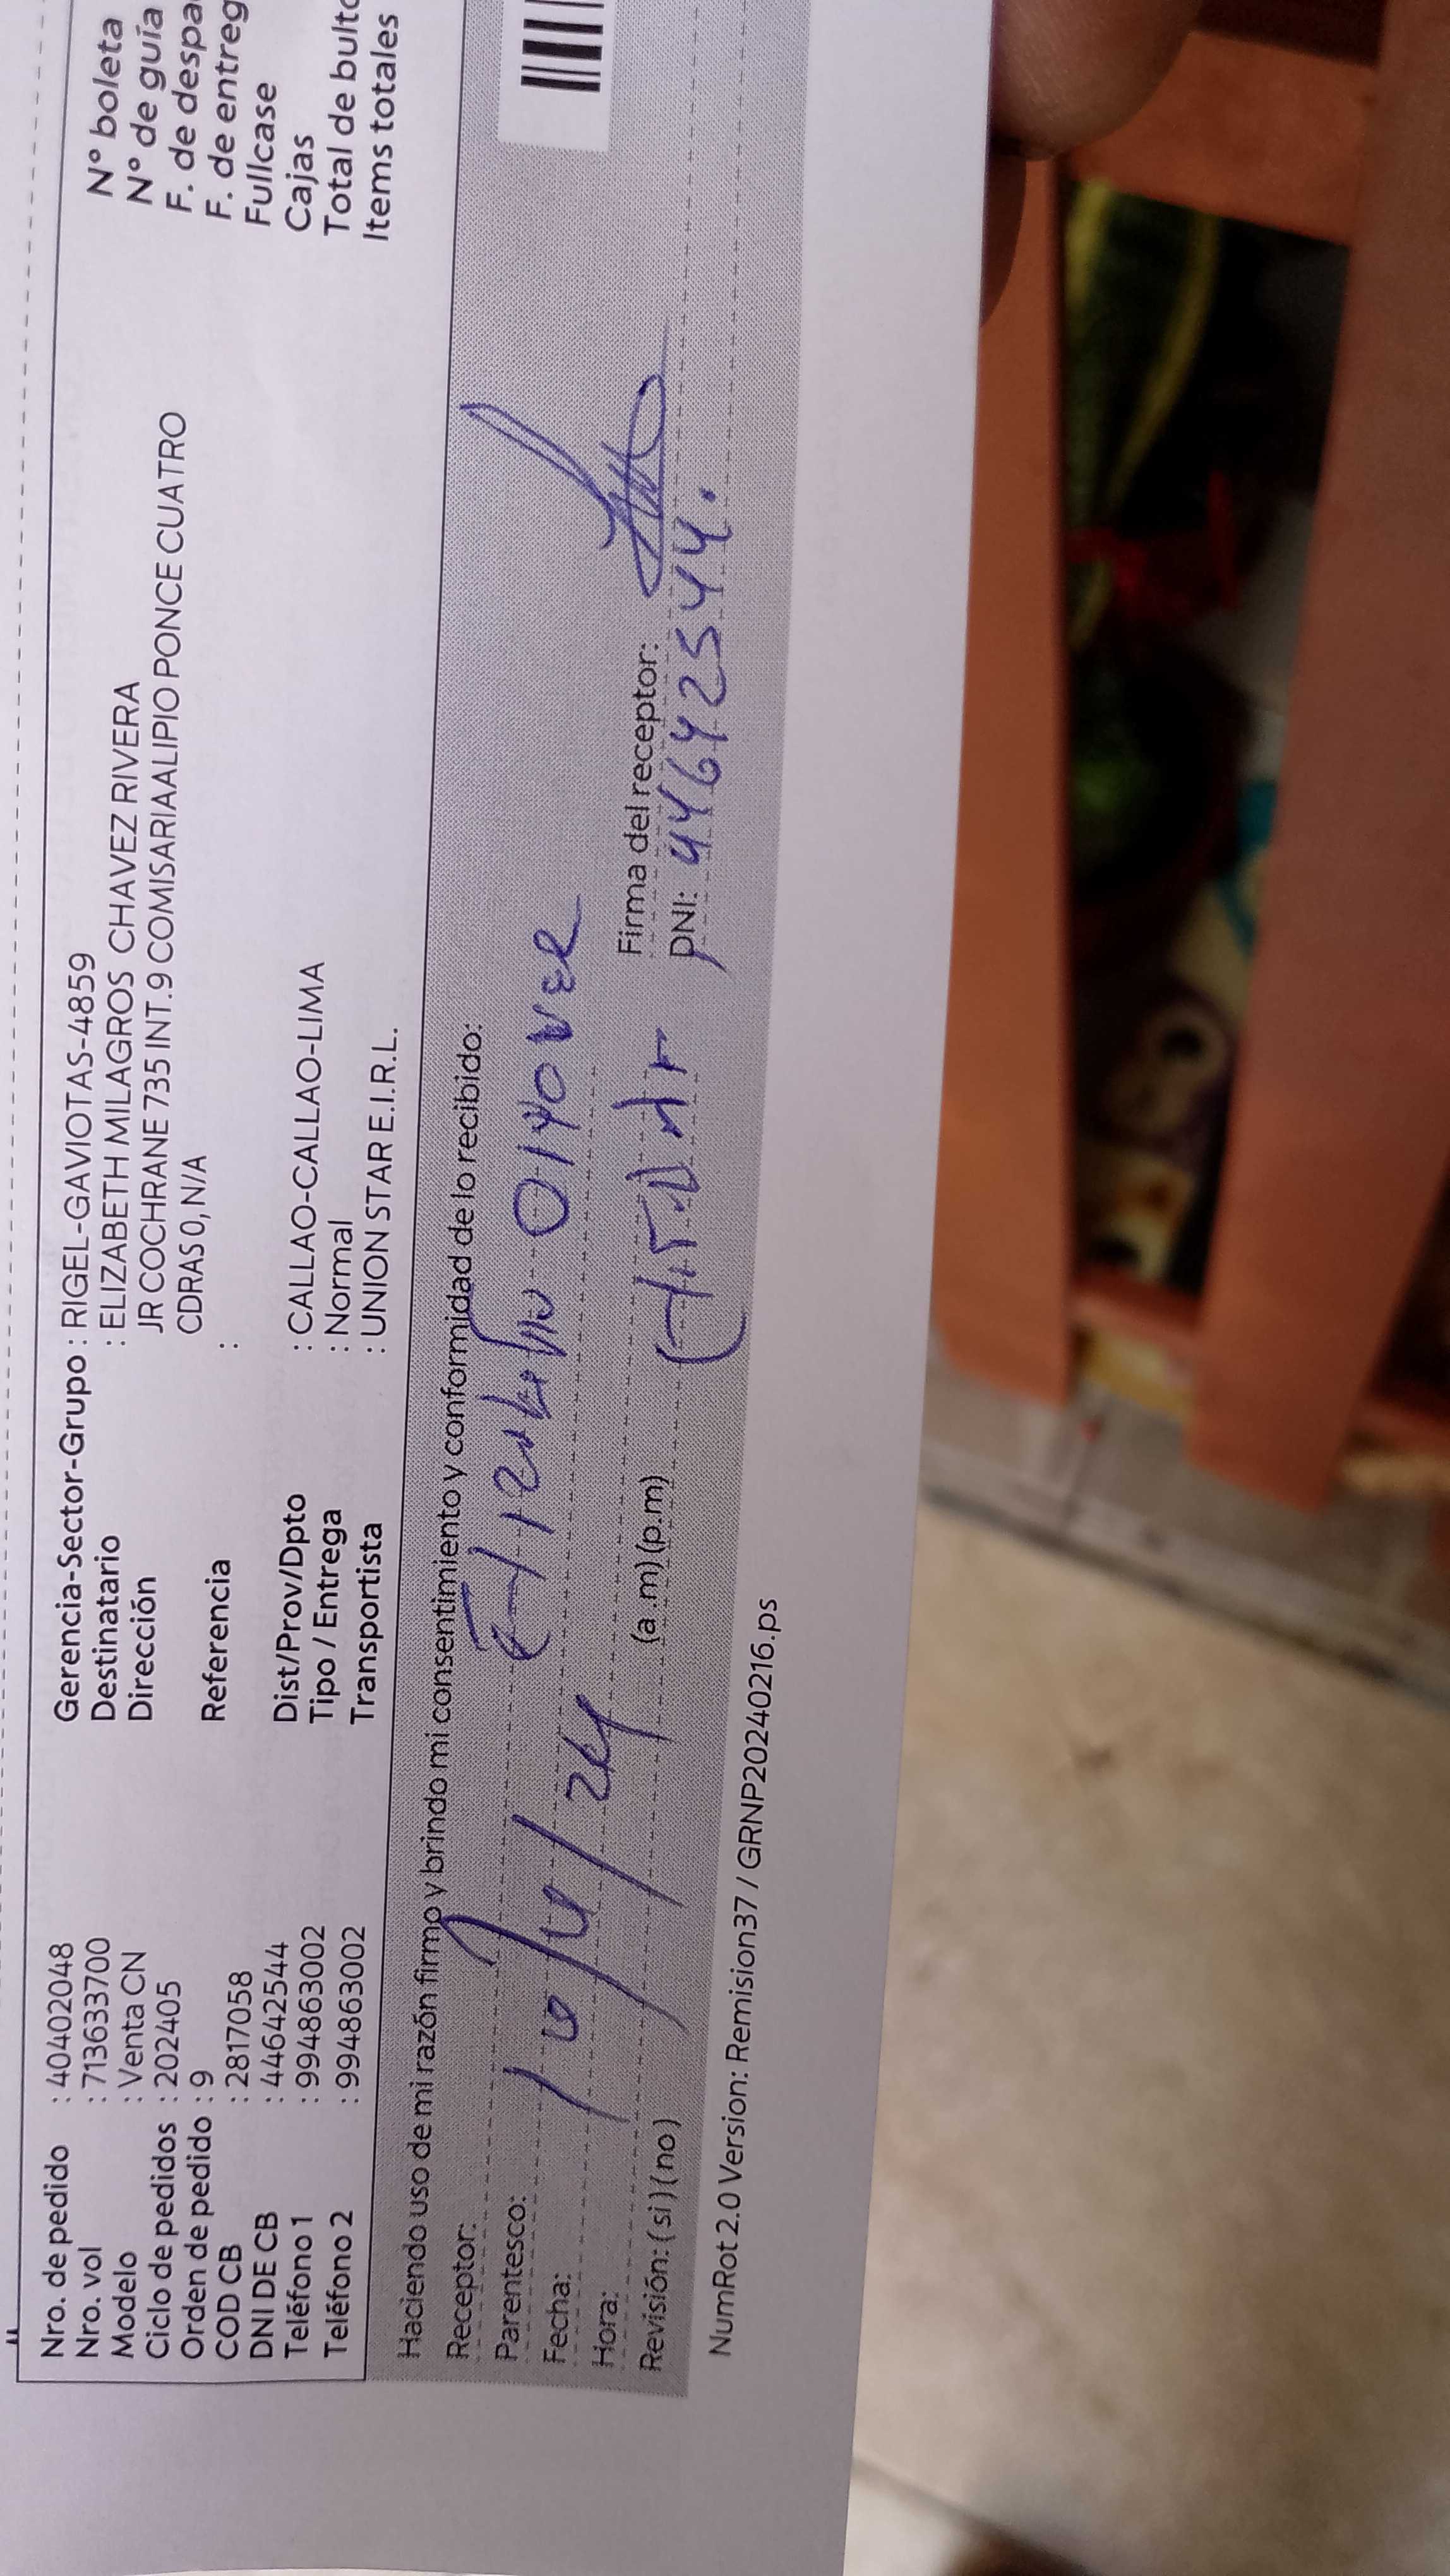 Nro. de pedido : 40402048
Nro. vol : 713633700
Modelo : Venta CN
Ciclo de pedidos : 202405
Orden de pedido : 9
COD CB : 2817058
DNI DE CB : 44642544
Teléfono 1 : 994863002
Teléfono 2 : 994863002
Gerencia-Sector-Grupo : RIGEL-GAVIOTAS-4859
Destinatario : ELIZABETH MILAGROS CHAVEZ RIVERA
Dirección JR COCHRANE 735 INT.9 COMISARIAALIPIO PONCE CUATRO
CDRAS 0, N/A
Referencia :
Dist/Prov/Dpto : CALLAO-CALLAO-LIMA
Tipo / Entrega : Normal
Transportista : UNION STAR E.I.R.L.
N° boleta
N° de guía
F. de despa
F. de entreg
Fullcase
Cajas
Total de bulto
Items totales
Haciendo uso de mi razón firmo y brindo mi consentimiento y conformidad de lo recibido:
Receptor:
Parentesco:
Fecha:
Hora: (a.m)(p.m)
Firma del receptor:
Revisión: (si)(no)
DNI: 44642544.
NumRot 2.0 Version: Remision37 / GRNP20240216.ps